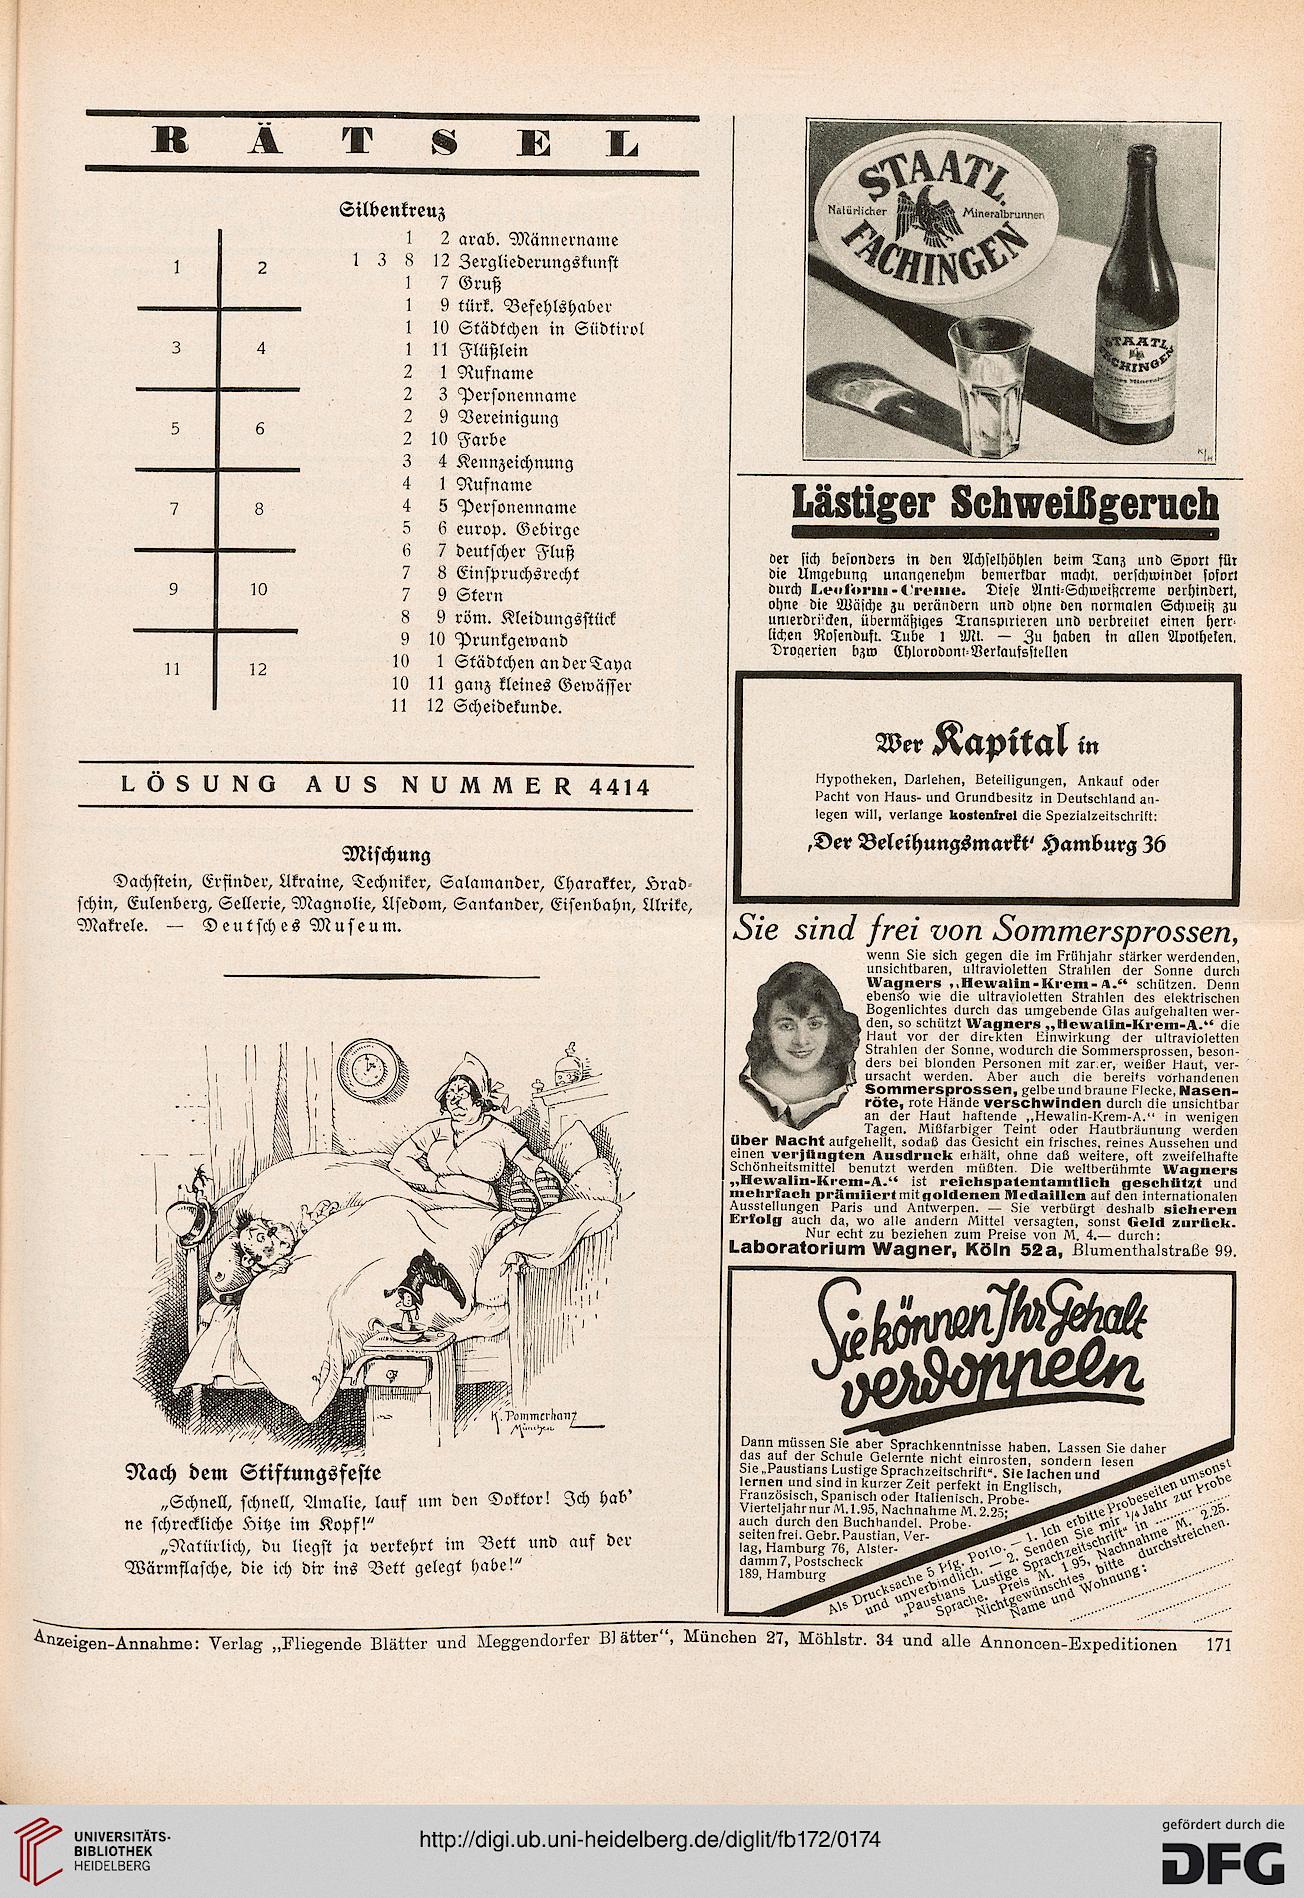 RÄTSEL
Silbenkreuz
1 2
3 4
5 6
7 8
9 10
11 12
1 2 arab. Männername
1 3 8 12 Zergliederungskunst
1 7 Gruß
1 9 türk. Befehlshaber
1 10 Städtchen in Südtirol
1 11 Flüßlein
2 1 Rufname
2 3 Personenname
2 9 Vereinigung
2 10 Farbe
3 4 Kennzeichnung
4 1 Rufname
4 5 Personenname
5 6 europ. Gebirge
6 7 deutscher Fluß
7 8 Einspruchsrecht
7 9 Stern
8 9 röm. Kleidungsstück
9 10 Prunkgewand
10 1 Städtchen an der Taya
10 11 ganz kleines Gewässer
11 12 Scheidekunde.
LÖSUNG AUS NUMMER 4414
Mischung
Dachstein, Erfinder, Ukraine, Techniker, Salamander, Charakter, Hrad-
schin, Eulenberg, Sellerie, Magnolie, Usedom, Santander, Eisenbahn, Ulrike,
Makrele. — Deutsches Museum.
K. Pommerhanz
München
Nach dem Stiftungsfeste
„Schnell, schnell, Amalie, lauf um den Doktor! Ich hab'
ne schreckliche Hitze im Kopf!"
„Natürlich, du liegst ja verkehrt im Bett und auf der
Wärmflasche, die ich dir ins Bett gelegt habe!"
STAATL.
Natürlicher Mineralbrunnen
FACHINGEN
STAATL.
FACHINGEN
Lästiger Schweißgeruch
der sich besonders in den Achselhöhlen beim Tanz und Sport für
die Umgebung unangenehm bemerkbar macht, verschwindet sofort
durch Leoform-Creme. Diese Anti-Schweißcreme verhindert,
ohne die Wäsche zu verändern und ohne den normalen Schweiß zu
unterdrücken, übermäßiges Transpirieren und verbreitet einen herr-
lichen Rosenduft. Tube 1 Mk. — Zu haben in allen Apotheken,
Drogerien bzw Chlorodont-Verkaufsstellen
Wer Kapital in
Hypotheken, Darlehen, Beteiligungen, Ankauf oder
Pacht von Haus- und Grundbesitz in Deutschland an-
legen will, verlange kostenfrei die Spezialzeitschrift:
‚Der Beleihungsmarkt' Hamburg 36
Sie sind frei von Sommersprossen,
wenn Sie sich gegen die im Frühjahr stärker werdenden,
unsichtbaren, ultravioletten Strahlen der Sonne durch
Wagners „Hewalin-Krem-A." schützen. Denn
ebenso wie die ultravioletten Strahlen des elektrischen
Bogenlichtes durch das umgebende Glas aufgehalten wer-
den, so schützt Wagners „Hewalin-Krem-A." die
Haut vor der direkten Einwirkung der ultravioletten
Strahlen der Sonne, wodurch die Sommersprossen, beson-
ders bei blonden Personen mit zarter, weißer Haut, ver-
ursacht werden. Aber auch die bereits vorhandenen
Sommersprossen, gelbe und braune Flecke, Nasen-
röte, rote Hände verschwinden durch die unsichtbar
an der Haut haftende „Hewalin-Krem-A." in wenigen
Tagen. Mißfarbiger Teint oder Hautbräunung werden
über Nacht aufgehellt, sodaß das Gesicht ein frisches, reines Aussehen und
einen verjüngten Ausdruck erhält, ohne daß weitere, oft zweifelhafte
Schönheitsmittel benutzt werden müßten. Die weltberühmte Wagners
„Hewalin-Krem-A." ist reichspatentamtlich geschützt und
mehrfach prämiiert mit goldenen Medaillen auf den internationalen
Ausstellungen Paris und Antwerpen. — Sie verbürgt deshalb sicheren
Erfolg auch da, wo alle andern Mittel versagten, sonst Geld zurück.
Nur echt zu beziehen zum Preise von M. 4.— durch:
Laboratorium Wagner, Köln 52a, Blumenthalstraße 99.
Sie können Ihr Gehalt
verdoppeln
Dann müssen Sie aber Sprachkenntnisse haben. Lassen Sie daher
das auf der Schule Gelernte nicht einrosten, sondern lesen
Sie „Paustians Lustige Sprachzeitschrift". Sie lachen und
lernen und sind in kurzer Zeit perfekt in Englisch,
Französisch, Spanisch oder Italienisch. Probe-
Vierteljahr nur M. 1.95, Nachnahme M. 2.25;
auch durch den Buchhandel. Probe-
seiten frei. Gebr. Paustian, Ver-
lag, Hamburg 76, Alster-
damm 7, Postscheck
189, Hamburg
Als Drucksache 5 Pfg. Porto. — 1. Ich erbitte Probeseiten umsonst
und unverbindlich. — 2. Senden Sie mir 1/4 Jahr zur Probe
„Paustians Lustige Sprachzeitschrift" in ............
Sprache. Preis M. 1.95, Nachnahme M. 2.25.
Nichtgewünschtes bitte durchstreichen.
Name und Wohnung: ............
Anzeigen-Annahme: Verlag „Fliegende Blätter und Meggendorfer Blätter", München 27, Möhlstr. 34 und alle Annoncen-Expeditionen 171
UNIVERSITÄTS-
BIBLIOTHEK
HEIDELBERG
http://digi.ub.uni-heidelberg.de/diglit/fb172/0174
gefördert durch die
DFG